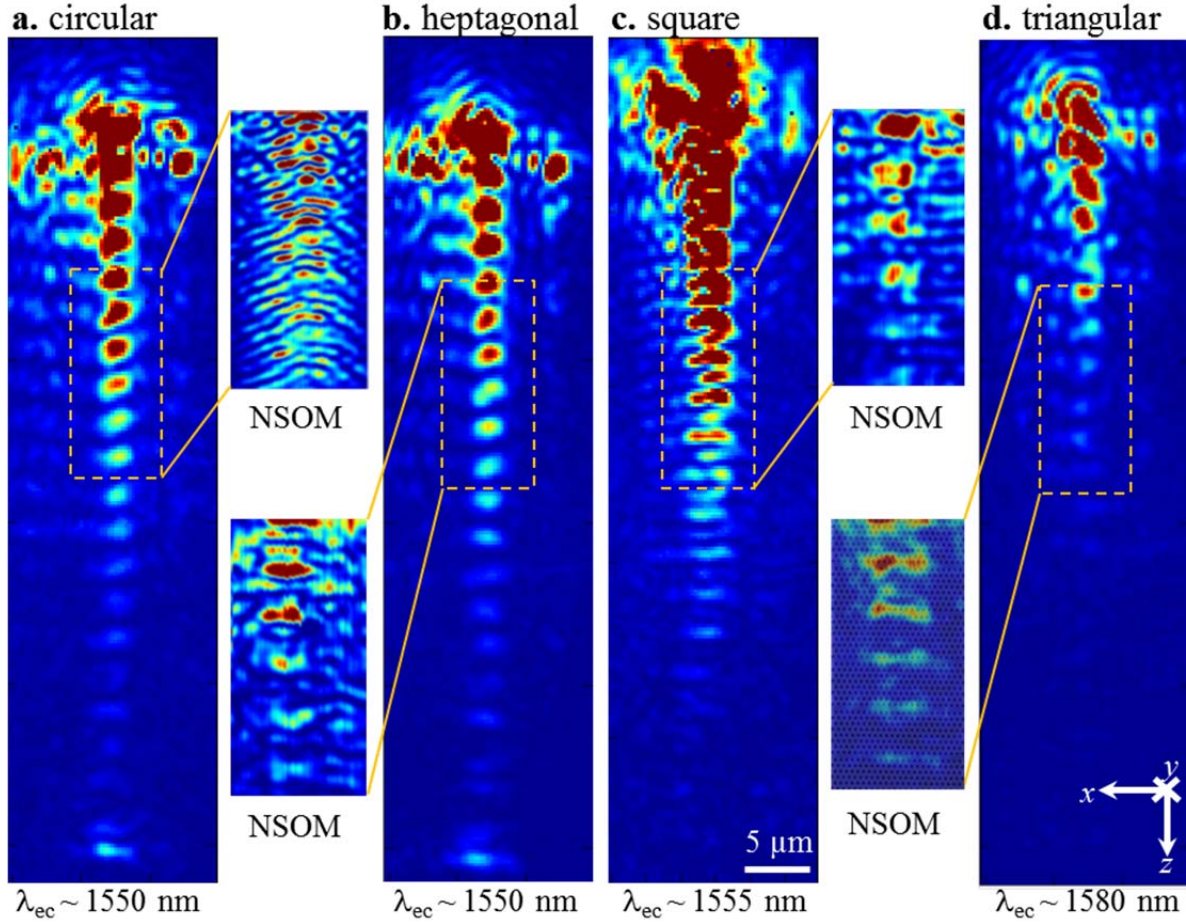 a. circular
b. heptagonal
c. square
d. triangular
NSOM
NSOM
NSOM
NSOM
5 µm
x
y
z
λec ~ 1550 nm
λec ~ 1550 nm
λec ~ 1555 nm
λec ~ 1580 nm